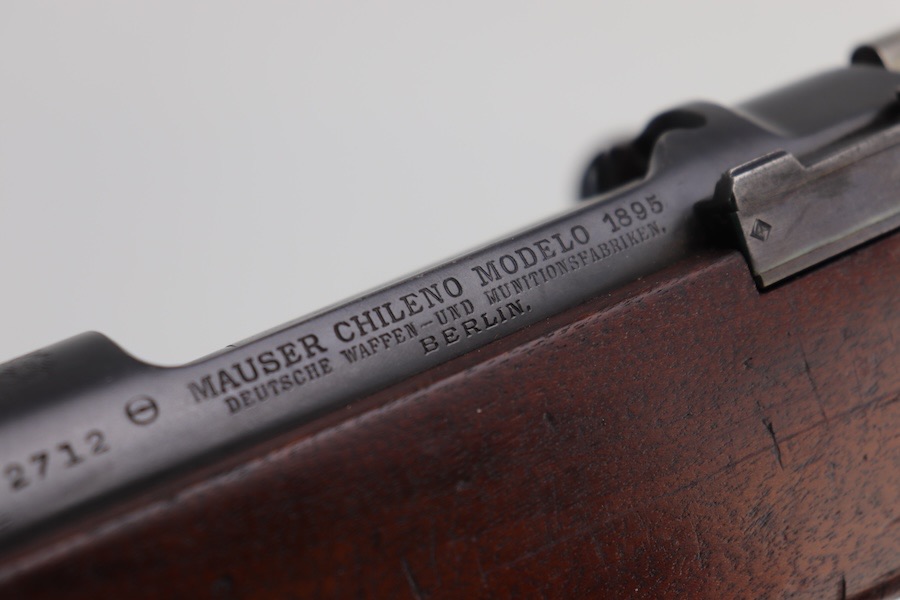 MAUSER CHILENO MODELO 1895
DEUTSCHE WAFFEN-UND MUNITIONSFABRIKEN.
BERLIN.
2712